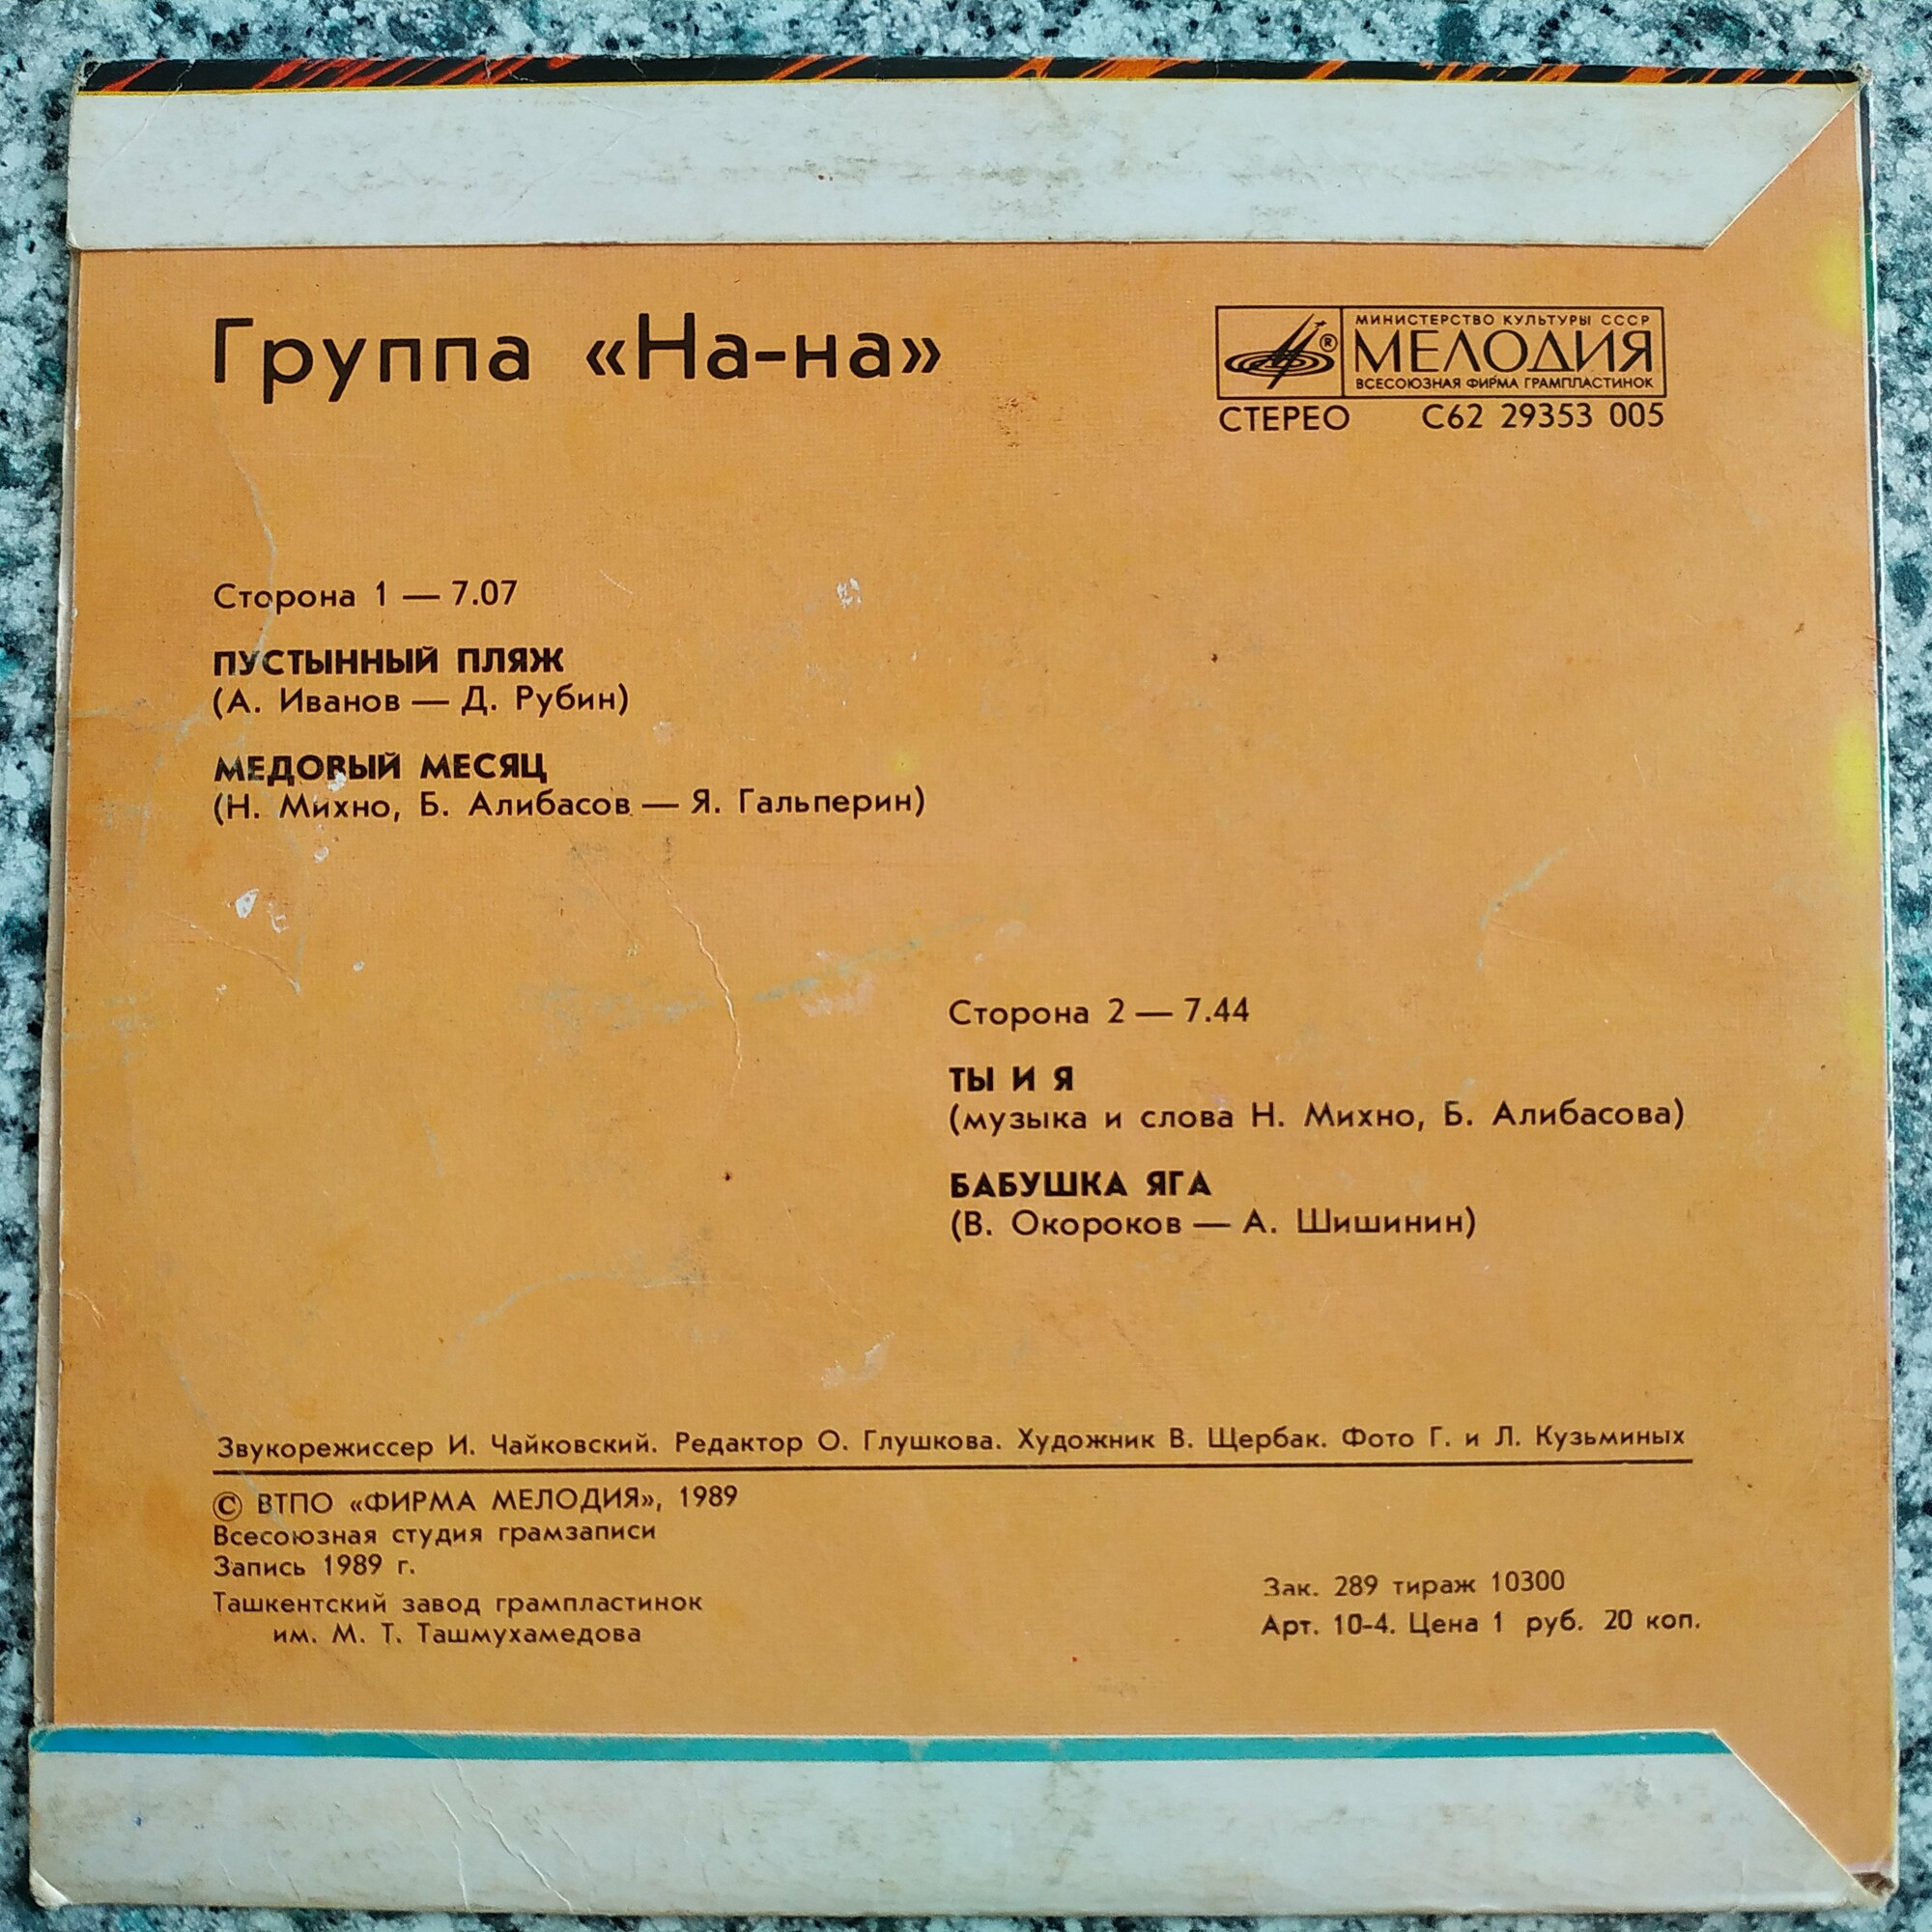 Группа «На-на»
МИНИСТЕРСТВО КУЛЬТУРЫ СССР
МЕЛОДИЯ
ВСЕСОЮЗНАЯ ФИРМА ГРАМПЛАСТИНОК
СТЕРЕО С62 29353 005
Сторона 1 — 7.07
ПУСТЫННЫЙ ПЛЯЖ
(А. Иванов — Д. Рубин)
МЕДОВЫЙ МЕСЯЦ
(Н. Михно, Б. Алибасов — Я. Гальперин)
Сторона 2 — 7.44
ТЫ И Я
(музыка и слова Н. Михно, Б. Алибасова)
БАБУШКА ЯГА
(В. Окороков — А. Шишинин)
Звукорежиссер И. Чайковский. Редактор О. Глушкова. Художник В. Щербак. Фото Г. и Л. Кузьминых
© ВТПО «ФИРМА МЕЛОДИЯ», 1989
Всесоюзная студия грамзаписи
Запись 1989 г.
Ташкентский завод грампластинок
им. М. Т. Ташмухамедова
Зак. 289 тираж 10300
Арт. 10-4. Цена 1 руб. 20 коп.